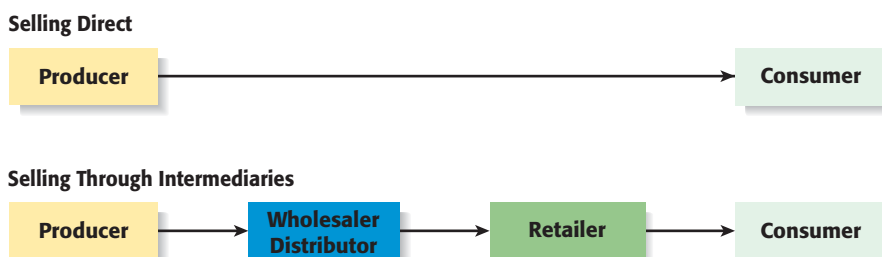 Selling Direct
Producer
Consumer
Selling Through Intermediaries
Producer
Wholesaler
Distributor
Retailer
Consumer